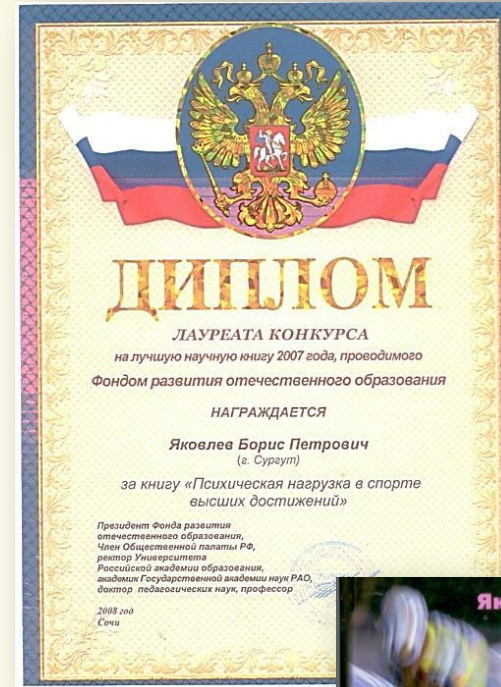 ДИПЛОМ
ЛАУРЕАТА КОНКУРСА
на лучшую научную книгу 2007 года, проводимого
Фондом развития отечественного образования
НАГРАЖДАЕТСЯ
Яковлев Борис Петрович
(г. Сургут)
за книгу «Психическая нагрузка в спорте
высших достижений»
Президент Фонда развития
отечественного образования,
Член Общественной палаты РФ,
ректор Университета
Российской академии образования,
академик Государственной академии наук РАО,
доктор педагогических наук, профессор
2008 год
Сочи